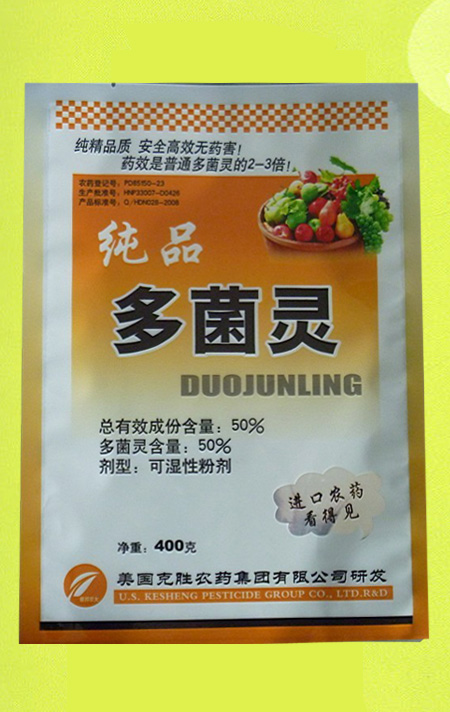 纯精品质 安全高效无药害!
药效是普通多菌灵的2-3倍!
农药登记号: PD85150-23
生产批准号: HNP33007-D0426
产品标准号: Q/HDND26-2008
纯品
多菌灵
DUOJUNLING
总有效成份含量: 50%
多菌灵含量: 50%
剂型: 可湿性粉剂
进口农药
看得见
净重: 400克
美国克胜农药集团有限公司研发
U.S. KESHENG PESTICIDE GROUP CO., LTD.R&D